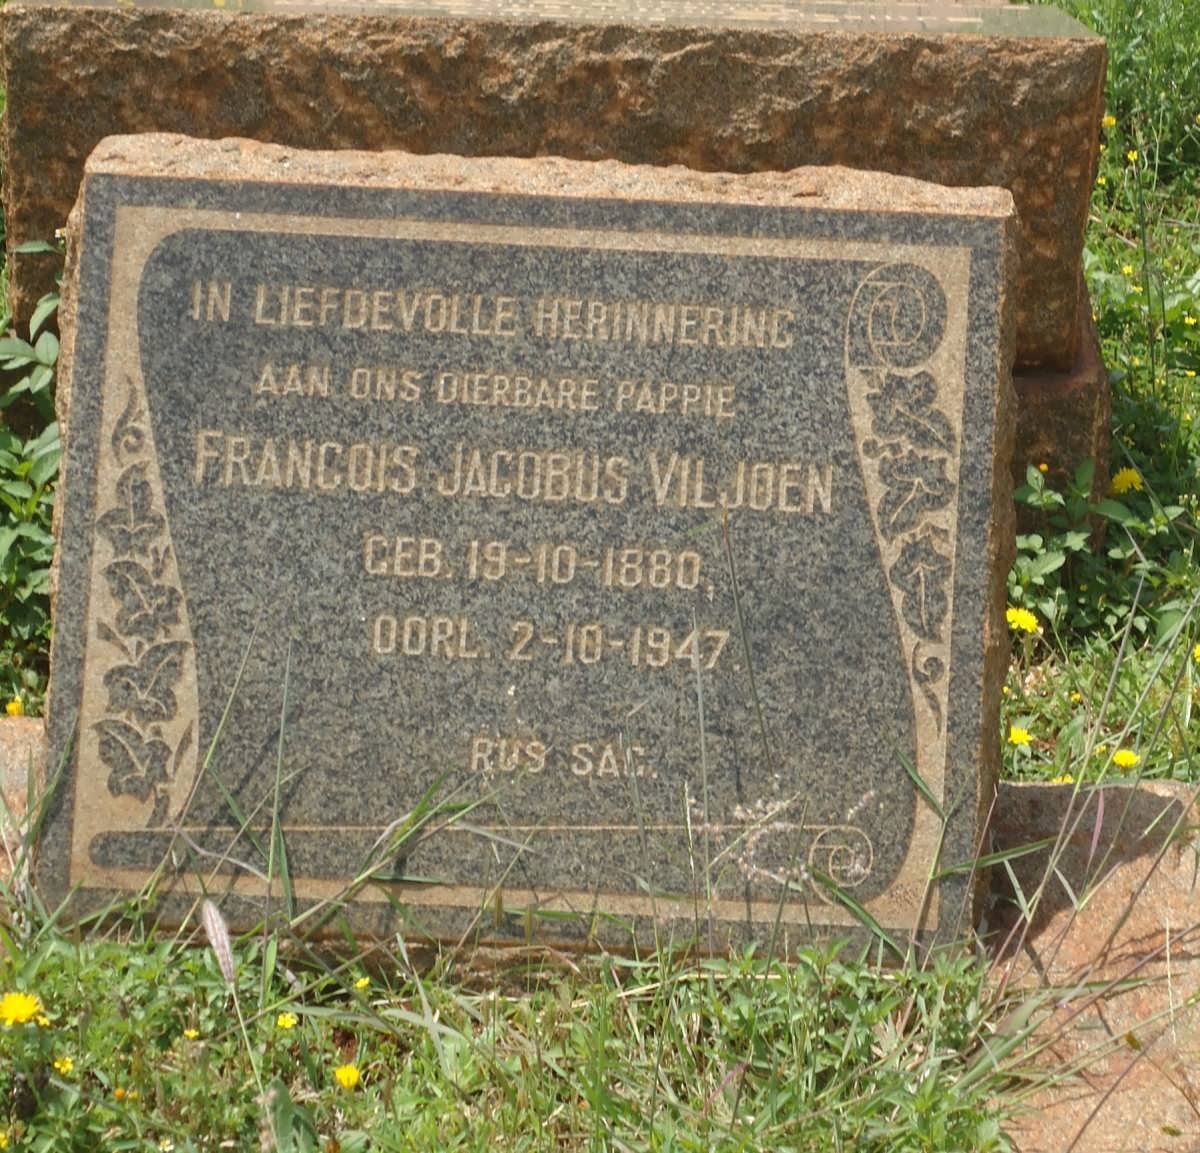 IN LIEFDEVOLLE HERINNERING
AAN ONS DIERBARE PAPPIE
FRANCOIS JACOBUS VILJOEN
GEB. 19-10-1880,
OORL. 2-10-1947.
RUS SAG.